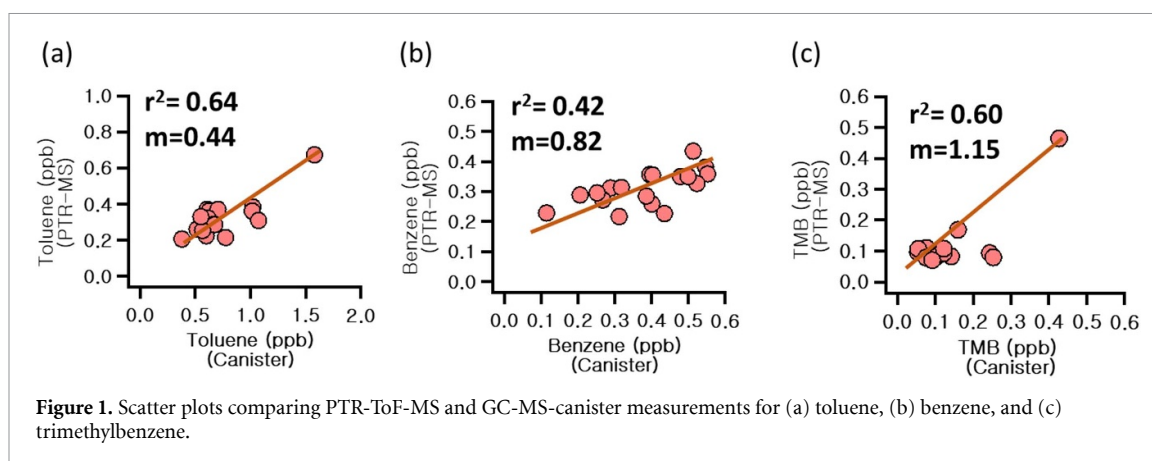 (a)
r²= 0.64
m=0.44
1.0
0.8
0.6
0.4
0.2
0.0
Toluene (ppb)
(PTR-MS)
0.0 0.5 1.0 1.5 2.0
Toluene (ppb)
(Canister)
(b)
r²= 0.42
m=0.82
0.6
0.5
0.4
0.3
0.2
0.1
0.0
Benzene (ppb)
(PTR-MS)
0.0 0.1 0.2 0.3 0.4 0.5 0.6
Benzene (ppb)
(Canister)
(c)
r²= 0.60
m=1.15
0.6
0.5
0.4
0.3
0.2
0.1
0.0
TMB (ppb)
(PTR-MS)
0.0 0.1 0.2 0.3 0.4 0.5 0.6
TMB (ppb)
(Canister)
Figure 1. Scatter plots comparing PTR-ToF-MS and GC-MS-canister measurements for (a) toluene, (b) benzene, and (c)
trimethylbenzene.